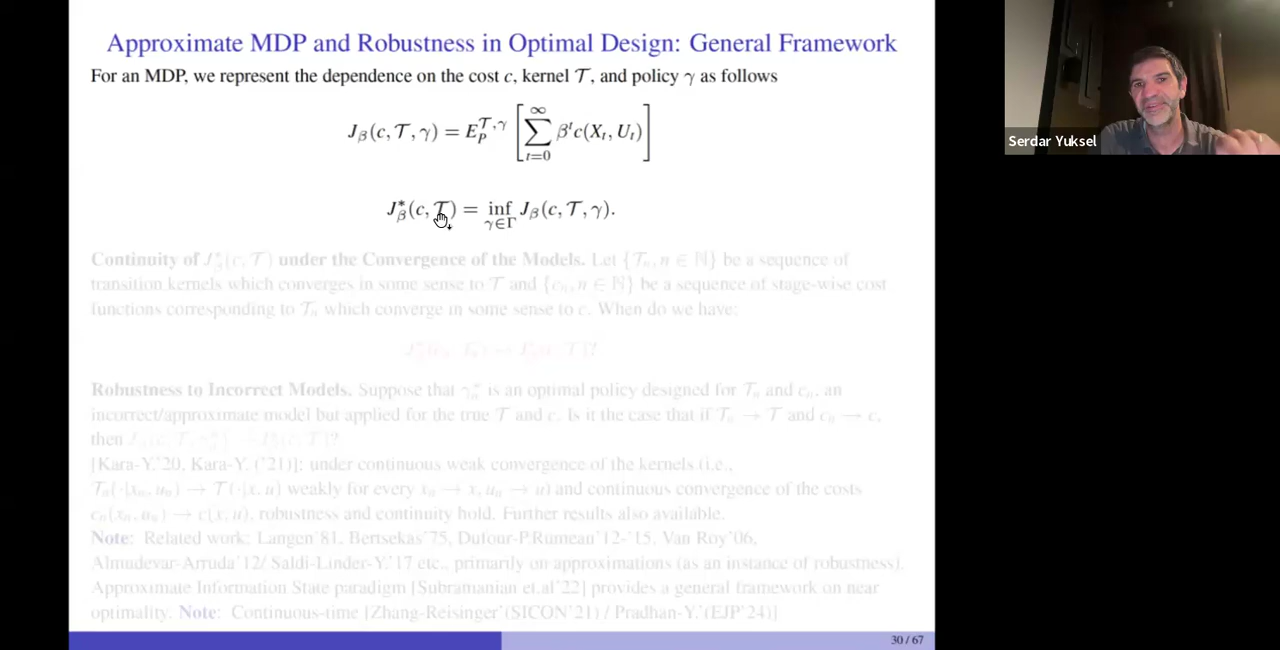 Approximate MDP and Robustness in Optimal Design: General Framework
For an MDP, we represent the dependence on the cost c, kernel 𝒯, and policy γ as follows
J_β(c, 𝒯, γ) = E_P^{𝒯,γ} [∑_{t=0}^{∞} β^t c(X_t, U_t)]
J*_β(c, 𝒯) = inf_{γ∈Γ} J_β(c, 𝒯, γ).
Continuity of J*_β(c, 𝒯) under the Convergence of the Models. Let {𝒯_n, n ∈ ℕ} be a sequence of
transition kernels which converges in some sense to 𝒯 and {c_n, n ∈ ℕ} be a sequence of stage-wise cost
functions corresponding to 𝒯_n which converge in some sense to c. When do we have:
Robustness to Incorrect Models. Suppose that γ*_n is an optimal policy designed for 𝒯_n and c_n, an
incorrect/approximate model but applied for the true 𝒯 and c. Is it the case that if 𝒯_n → 𝒯 and c_n → c,
then
[Kara-Y.'20, Kara-Y. ('21)]: under continuous weak convergence of the kernels (i.e.,
𝒯_n(·|x_n, u_n) → 𝒯(·|x, u) weakly for every x_n → x, u_n → u) and continuous convergence of the costs
c_n(x_n, u_n) → c(x, u), robustness and continuity hold. Further results also available.
Note: Related work: Langen'81, Bertsekas'75, Dufour-P.Rumeau'12-'15, Van Roy'06,
Almudevar-Arruda'12/ Saldi-Linder-Y.'17 etc., primarily on approximations (as an instance of robustness).
Approximate Information State paradigm [Subramanian et.al'22] provides a general framework on near
optimality. Note: Continuous-time [Zhang-Reisinger'(SICON'21) / Pradhan-Y.'(EJP'24)]
30 / 67
Serdar Yuksel